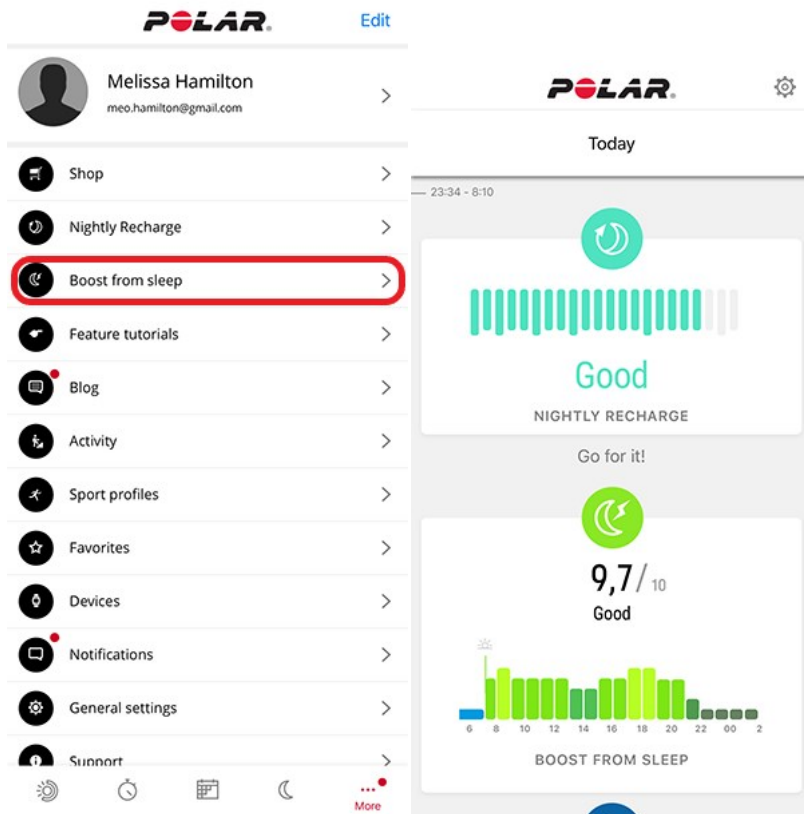 POLAR.
Edit
Melissa Hamilton
meo.hamilton@gmail.com
Shop
Nightly Recharge
Boost from sleep
Feature tutorials
Blog
Activity
Sport profiles
Favorites
Devices
Notifications
General settings
Support
More
POLAR.
Today
23:34 - 8:10
Good
NIGHTLY RECHARGE
Go for it!
9,7/10
Good
6 8 10 12 14 16 18 20 22 00 2
BOOST FROM SLEEP